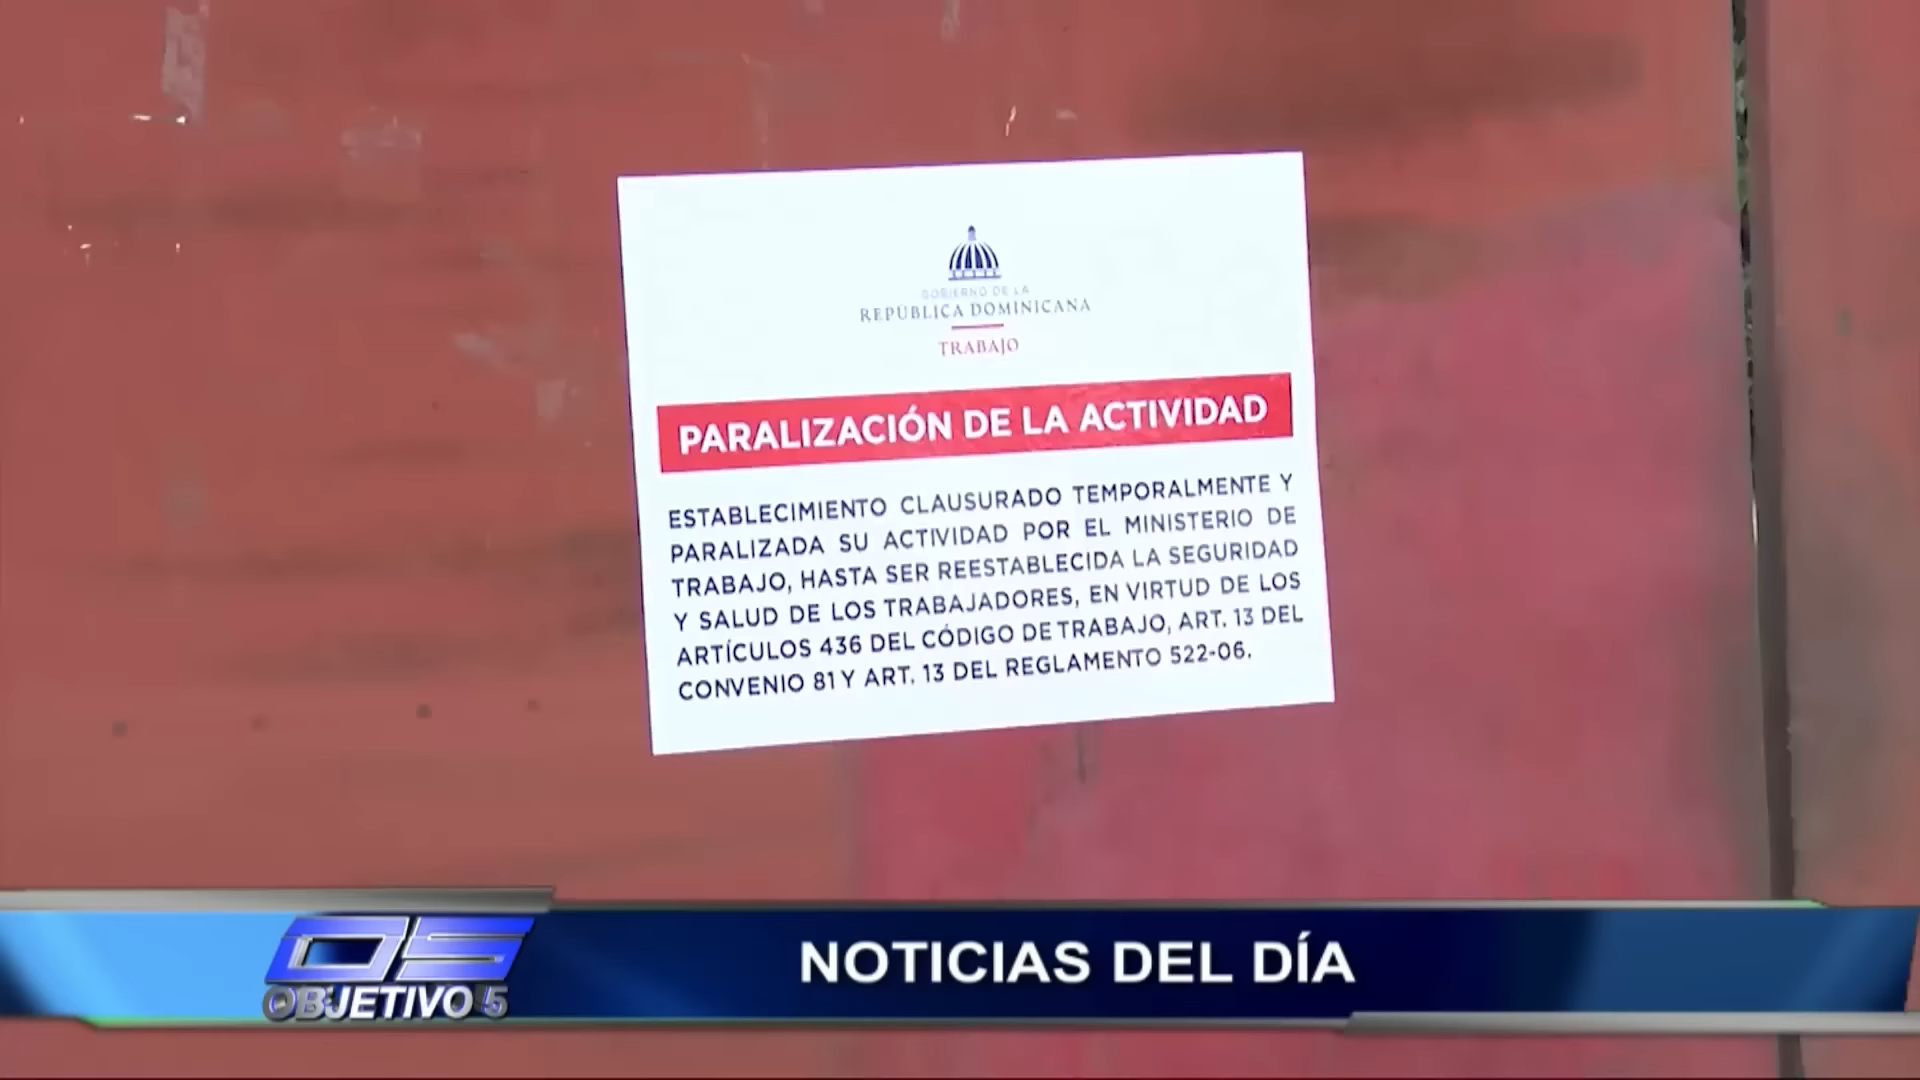 GOBIERNO DE LA
REPÚBLICA DOMINICANA
TRABAJO
PARALIZACIÓN DE LA ACTIVIDAD
ESTABLECIMIENTO CLAUSURADO TEMPORALMENTE Y
PARALIZADA SU ACTIVIDAD POR EL MINISTERIO DE
TRABAJO, HASTA SER REESTABLECIDA LA SEGURIDAD
Y SALUD DE LOS TRABAJADORES, EN VIRTUD DE LOS
ARTÍCULOS 436 DEL CÓDIGO DE TRABAJO, ART. 13 DEL
CONVENIO 81 Y ART. 13 DEL REGLAMENTO 522-06.
O5
OBJETIVO 5
NOTICIAS DEL DÍA